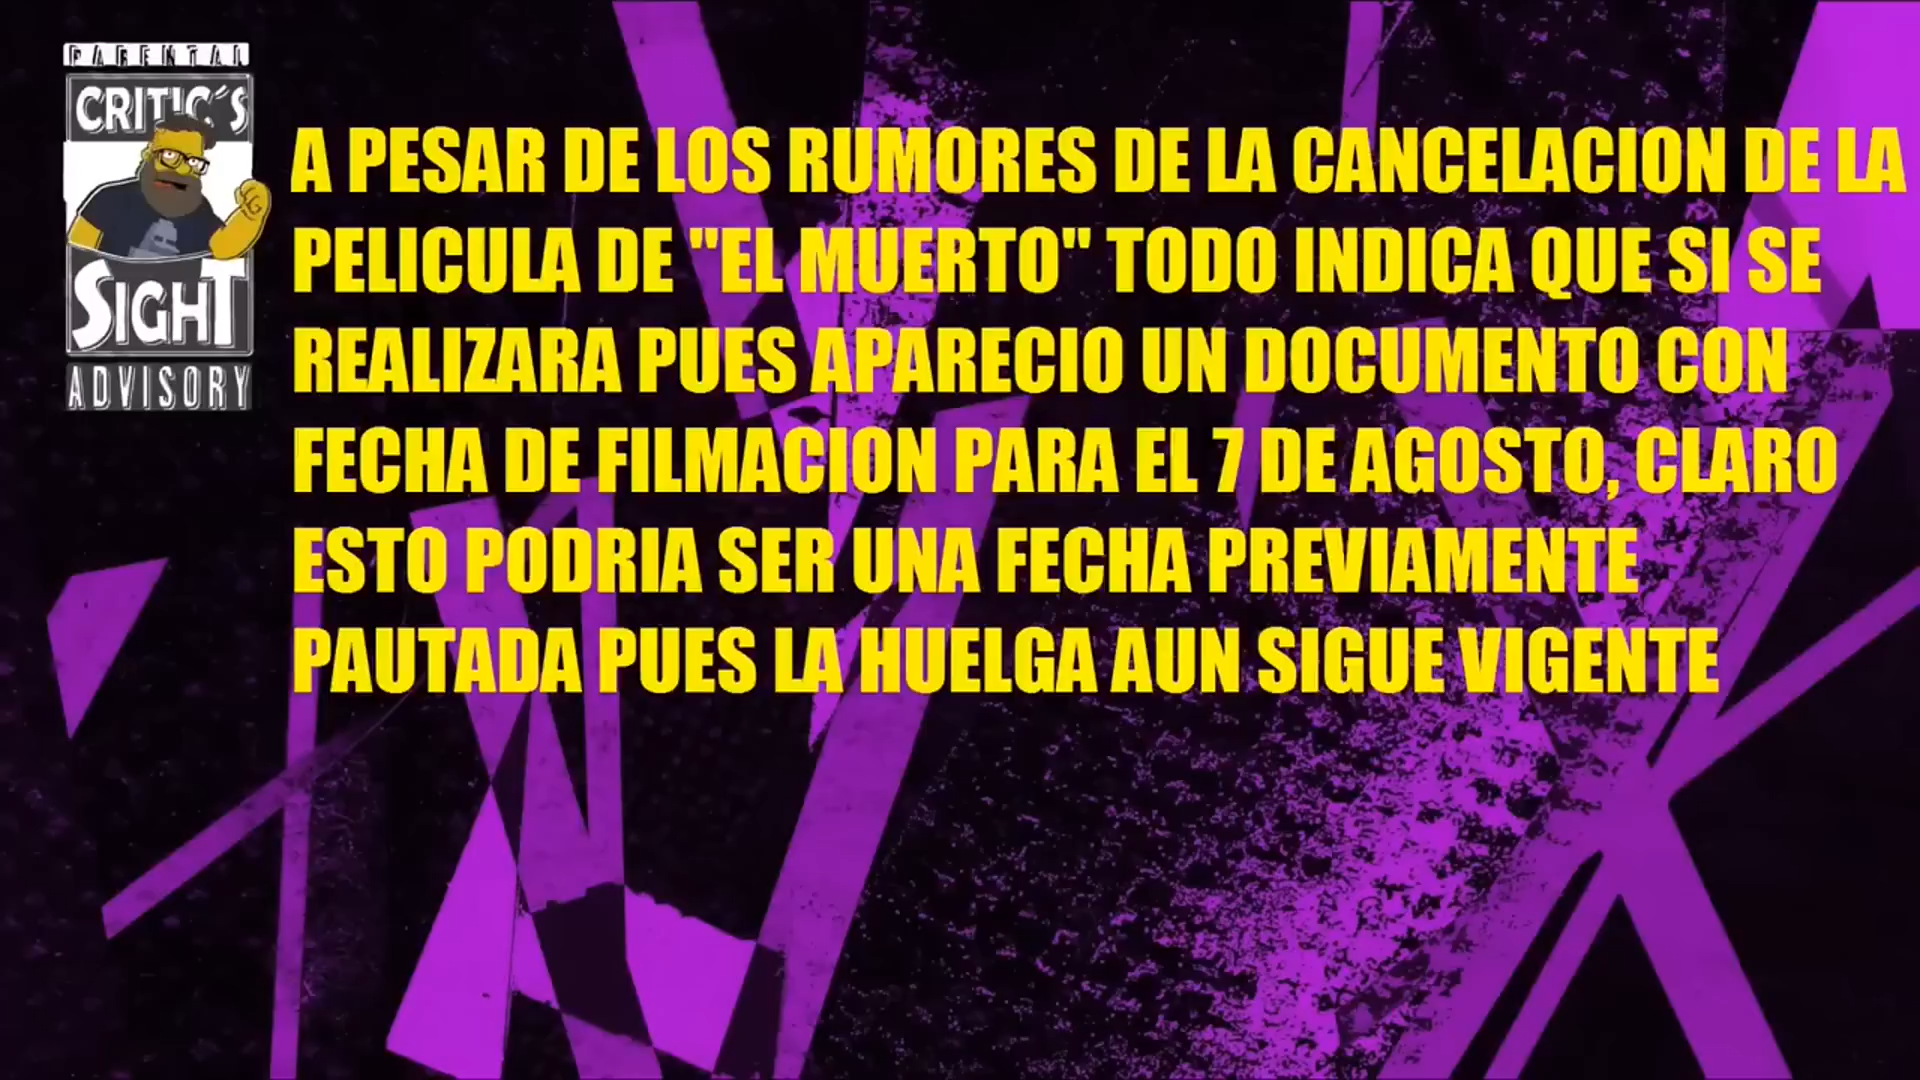 PARENTAL
CRITIC´S
SIGHT
ADVISORY
A PESAR DE LOS RUMORES DE LA CANCELACION DE LA
PELICULA DE "EL MUERTO" TODO INDICA QUE SI SE
REALIZARA PUES APARECIO UN DOCUMENTO CON
FECHA DE FILMACION PARA EL 7 DE AGOSTO, CLARO
ESTO PODRIA SER UNA FECHA PREVIAMENTE
PAUTADA PUES LA HUELGA AUN SIGUE VIGENTE